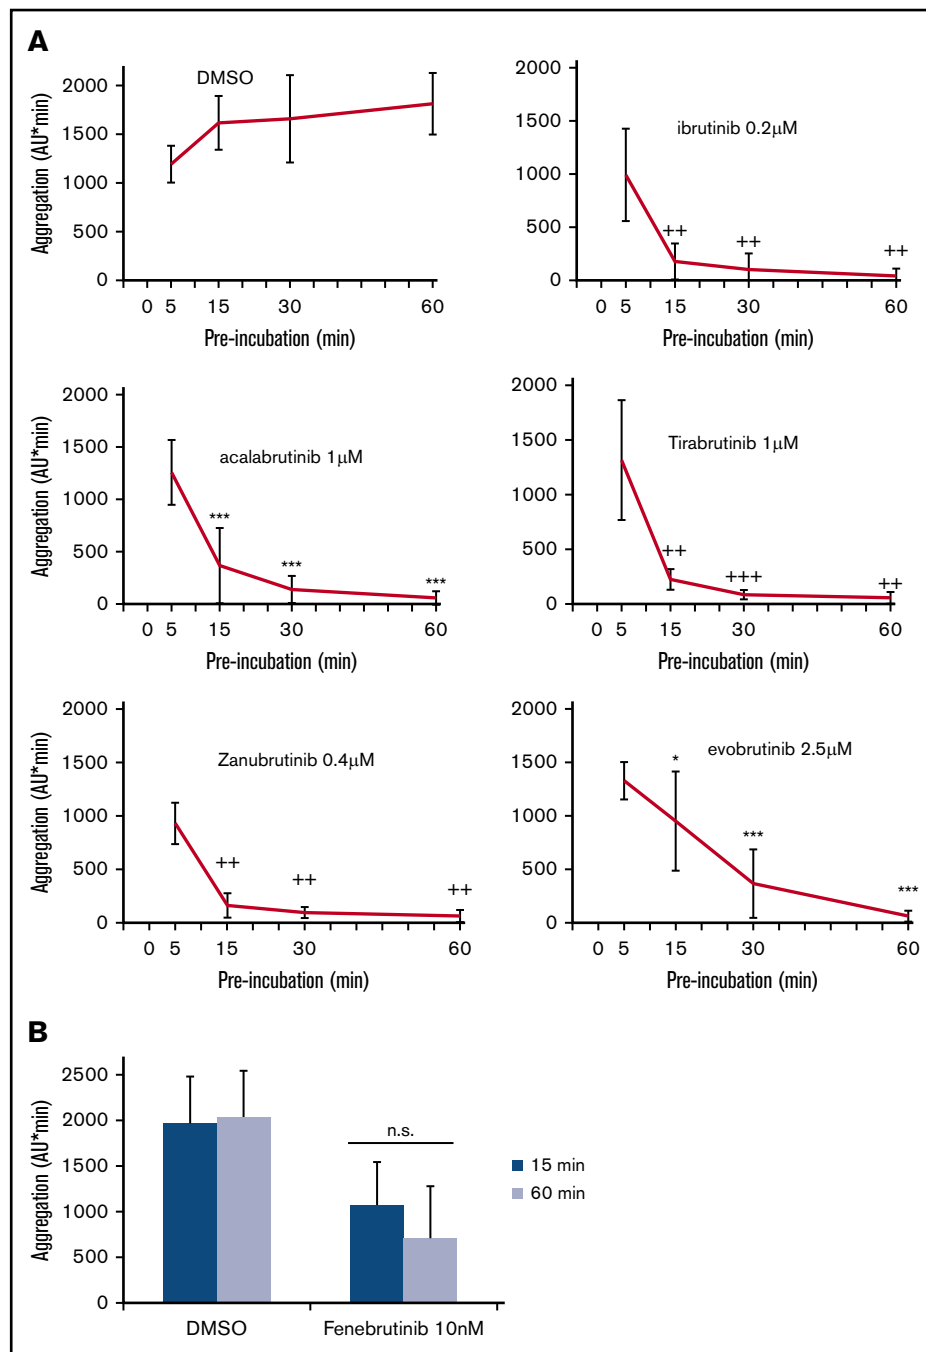 A
DMSO
Aggregation (AU*min)
2000
1500
1000
500
0
0 5 15 30 60
Pre-incubation (min)
ibrutinib 0.2μM
2000
1500
1000
500
0
++ ++ ++
0 5 15 30 60
Pre-incubation (min)
acalabrutinib 1μM
Aggregation (AU*min)
2000
1500
1000
500
0
*** *** ***
0 5 15 30 60
Pre-incubation (min)
Tirabrutinib 1μM
2000
1500
1000
500
0
++ +++ ++
0 5 15 30 60
Pre-incubation (min)
Zanubrutinib 0.4μM
Aggregation (AU*min)
2000
1500
1000
500
0
++ ++ ++
0 5 15 30 60
Pre-incubation (min)
evobrutinib 2.5μM
2000
1500
1000
500
0
* *** ***
0 5 15 30 60
Pre-incubation (min)
B
Aggregation (AU*min)
2500
2000
1500
1000
500
0
n.s.
15 min
60 min
DMSO Fenebrutinib 10nM